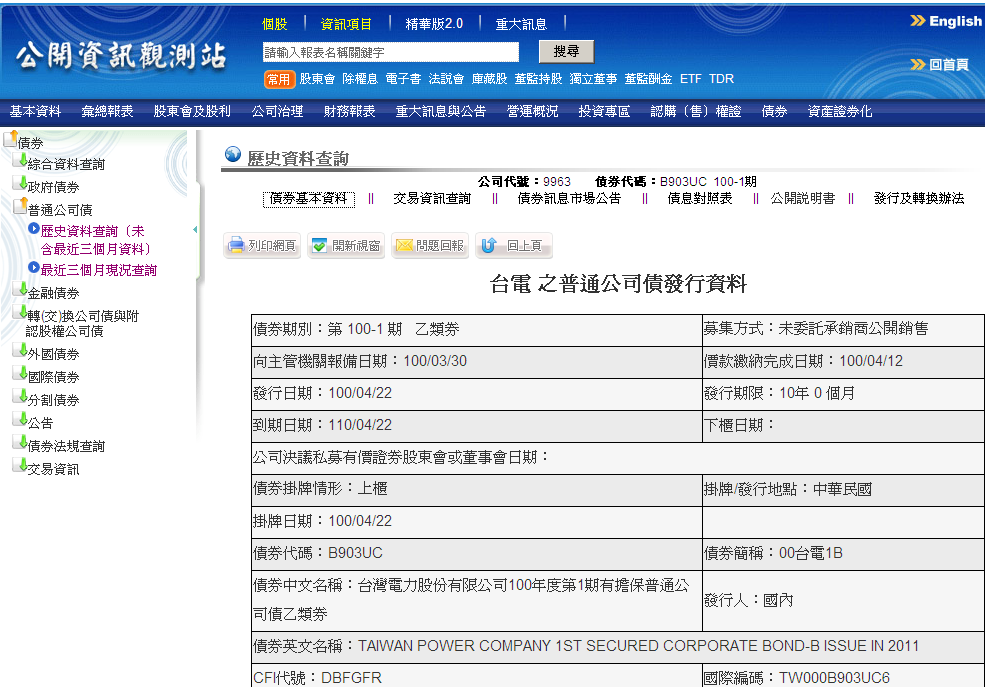 公開資訊觀測站
個股 資訊項目 精華版2.0 重大訊息
English
請輸入報表名稱關鍵字 搜尋
回首頁
常用 股東會 除權息 電子書 法說會 庫藏股 董監持股 獨立董事 董監酬金 ETF TDR
基本資料 彙總報表 股東會及股利 公司治理 財務報表 重大訊息與公告 營運概況 投資專區 認購（售）權證 債券 資產證券化
債券
綜合資料查詢
政府債券
普通公司債
歷史資料查詢（未
含最近三個月資料）
最近三個月現況查詢
金融債券
轉(交)換公司債與附
認股權公司債
外國債券
國際債券
分割債券
公告
債券法規查詢
交易資訊
歷史資料查詢
公司代號：9963 債券代碼：B903UC 100-1期
債券基本資料 || 交易資訊查詢 || 債券訊息市場公告 || 債息對照表 || 公開說明書 || 發行及轉換辦法
列印網頁 開新視窗 問題回報 回上頁
台電 之普通公司債發行資料
債券期別：第 100-1 期 乙類券 募集方式：未委託承銷商公開銷售
向主管機關報備日期：100/03/30 價款繳納完成日期：100/04/12
發行日期：100/04/22 發行期限：10年 0 個月
到期日期：110/04/22 下櫃日期：
公司決議私募有價證券股東會或董事會日期：
債券掛牌情形：上櫃 掛牌/發行地點：中華民國
掛牌日期：100/04/22
債券代碼：B903UC 債券簡稱：00台電1B
債券中文名稱：台灣電力股份有限公司100年度第1期有擔保普通公
司債乙類券
發行人：國內
債券英文名稱：TAIWAN POWER COMPANY 1ST SECURED CORPORATE BOND-B ISSUE IN 2011
CFI代號：DBFGFR 國際編碼：TW000B903UC6